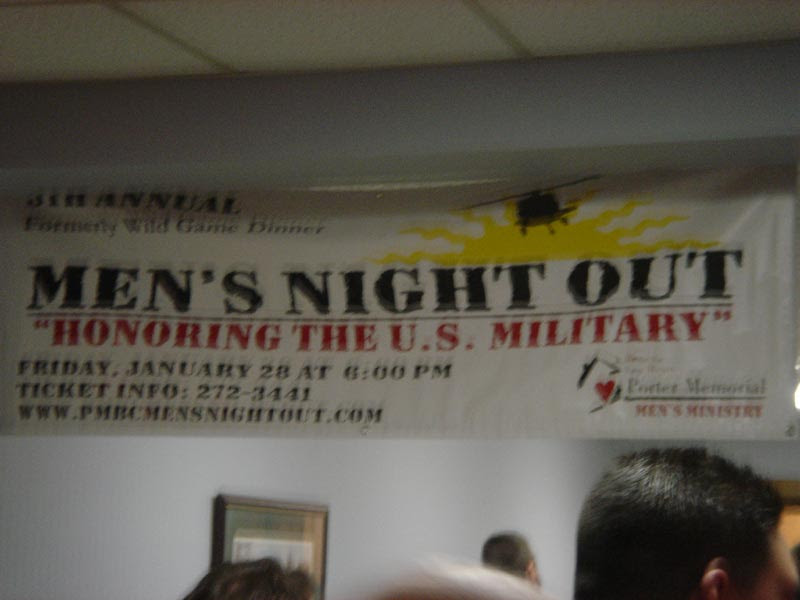 5TH ANNUAL
Formerly Wild Game Dinner
MEN'S NIGHT OUT
"HONORING THE U.S. MILITARY"
FRIDAY, JANUARY 28 AT 6:00 PM
TICKET INFO: 272-3441
WWW.PMBCMENSNIGHTOUT.COM
Porter Memorial
MEN'S MINISTRY